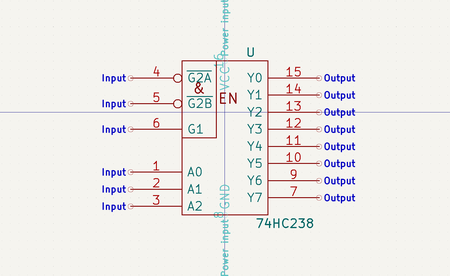 Power input
16
VCC
U
Input 4 G2A
&
Input 5 G2B
EN
Input 6 G1
Input 1 A0
Input 2 A1
Input 3 A2
Y0 15 Output
Y1 14 Output
Y2 13 Output
Y3 12 Output
Y4 11 Output
Y5 10 Output
Y6 9 Output
Y7 7 Output
GND
8
74HC238
Power input